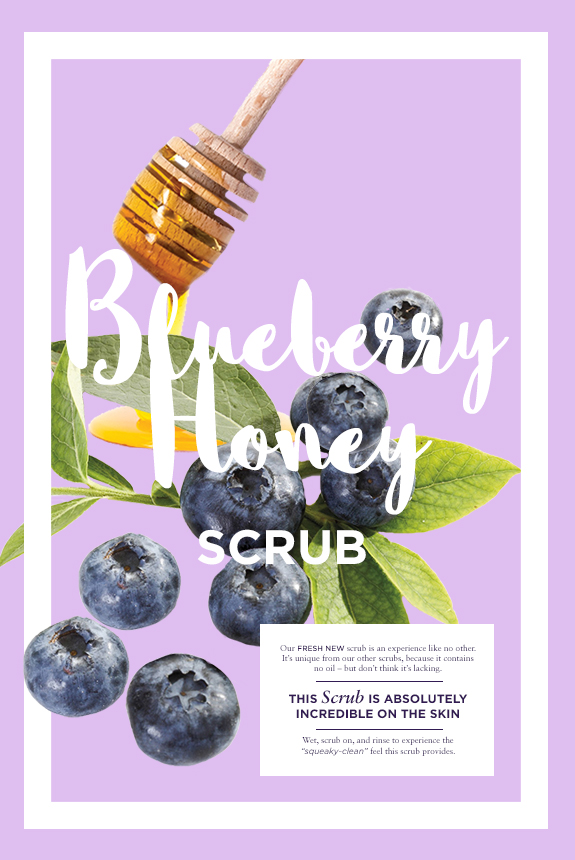 Blueberry
Honey
SCRUB
Our FRESH NEW scrub is an experience like no other.
It's unique from our other scrubs, because it contains
no oil – but don't think it's lacking.
THIS Scrub IS ABSOLUTELY
INCREDIBLE ON THE SKIN
Wet, scrub on, and rinse to experience the
"squeaky-clean" feel this scrub provides.